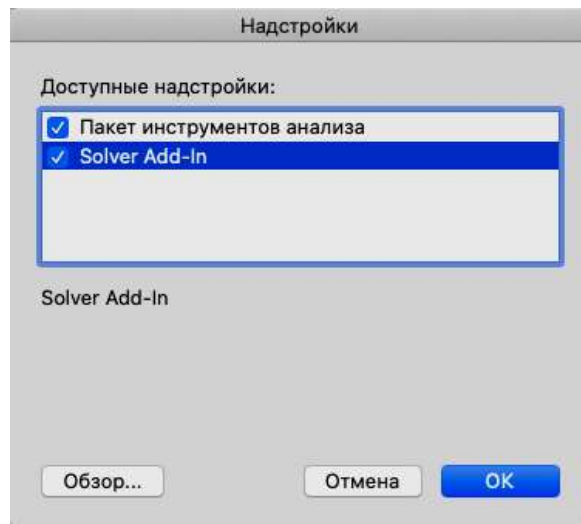 Надстройки
Доступные надстройки:
Пакет инструментов анализа
Solver Add-In
Solver Add-In
Обзор... Отмена OK